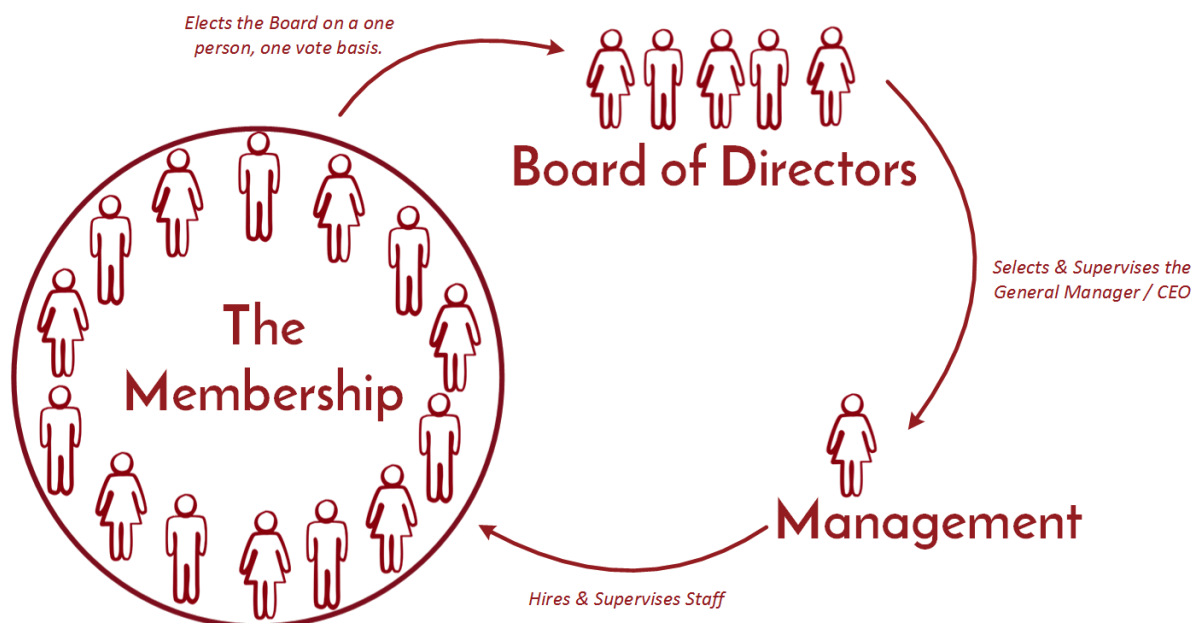 Elects the Board on a one
person, one vote basis.
Board of Directors
Selects & Supervises the
General Manager / CEO
The
Membership
Management
Hires & Supervises Staff